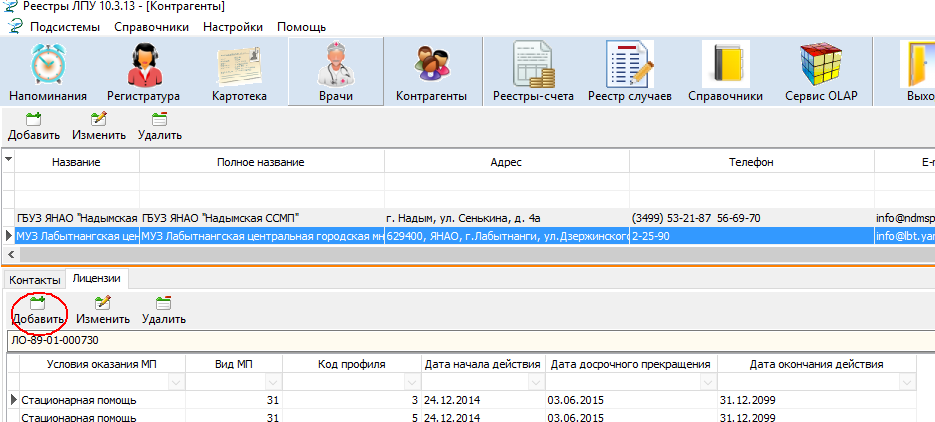 Реестры ЛПУ 10.3.13 - [Контрагенты]
Подсистемы Справочники Настройки Помощь
Напоминания Регистратура Картотека Врачи Контрагенты Реестры-счета Реестр случаев Справочники Сервис OLAP Выхо
Добавить Изменить Удалить
Название Полное название Адрес Телефон E-r
ГБУЗ ЯНАО "Надымская ГБУЗ ЯНАО "Надымская ССМП" г. Надым, ул. Сенькина, д. 4а (3499) 53-21-87 56-69-70 info@ndmsp
МУЗ Лабытнангская цен МУЗ Лабытнангская центральная городская мн 629400, ЯНАО, г.Лабытнанги, ул.Дзержинского 2-25-90 info@lbt.yar
Контакты Лицензии
Добавить Изменить Удалить
ЛО-89-01-000730
Условия оказания МП Вид МП Код профиля Дата начала действия Дата досрочного прекращения Дата окончания действия
Стационарная помощь 31 3 24.12.2014 03.06.2015 31.12.2099
Стационарная помощь 31 5 24.12.2014 03.06.2015 31.12.2099